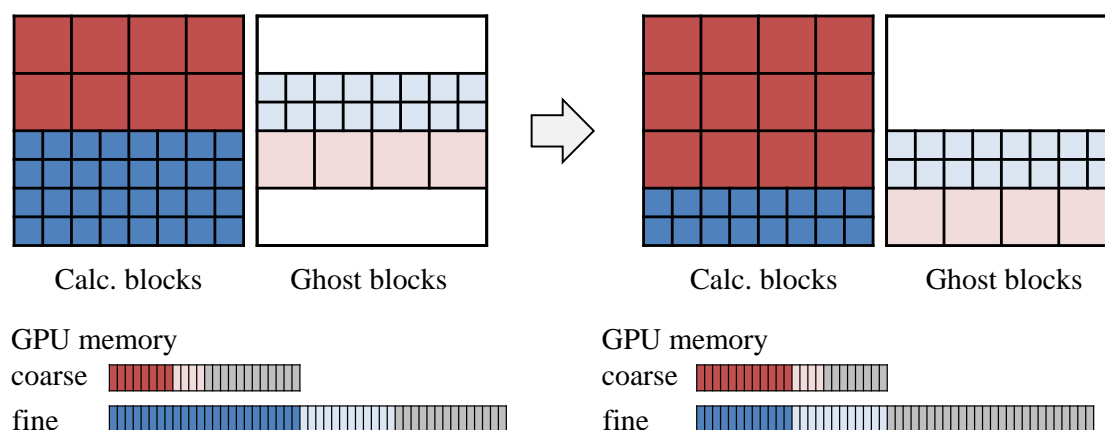 Calc. blocks Ghost blocks Calc. blocks Ghost blocks
GPU memory GPU memory
coarse coarse
fine fine